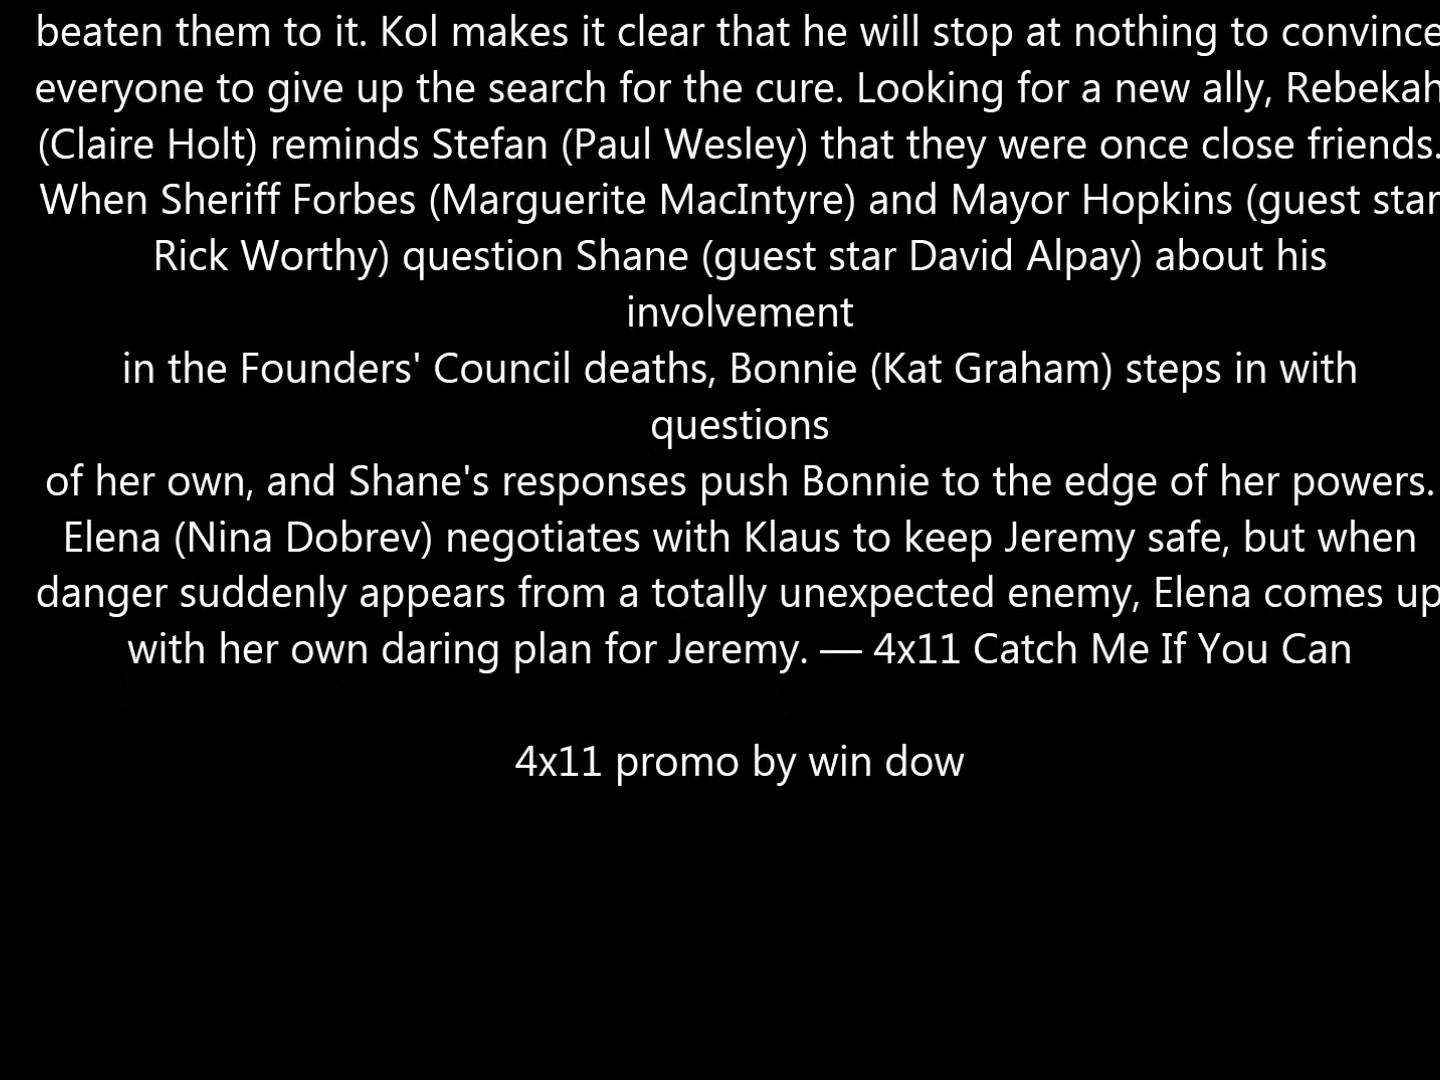 beaten them to it. Kol makes it clear that he will stop at nothing to convince
everyone to give up the search for the cure. Looking for a new ally, Rebekah
(Claire Holt) reminds Stefan (Paul Wesley) that they were once close friends.
When Sheriff Forbes (Marguerite MacIntyre) and Mayor Hopkins (guest star
Rick Worthy) question Shane (guest star David Alpay) about his
involvement
in the Founders' Council deaths, Bonnie (Kat Graham) steps in with
questions
of her own, and Shane's responses push Bonnie to the edge of her powers.
Elena (Nina Dobrev) negotiates with Klaus to keep Jeremy safe, but when
danger suddenly appears from a totally unexpected enemy, Elena comes up
with her own daring plan for Jeremy. — 4x11 Catch Me If You Can
4x11 promo by win dow